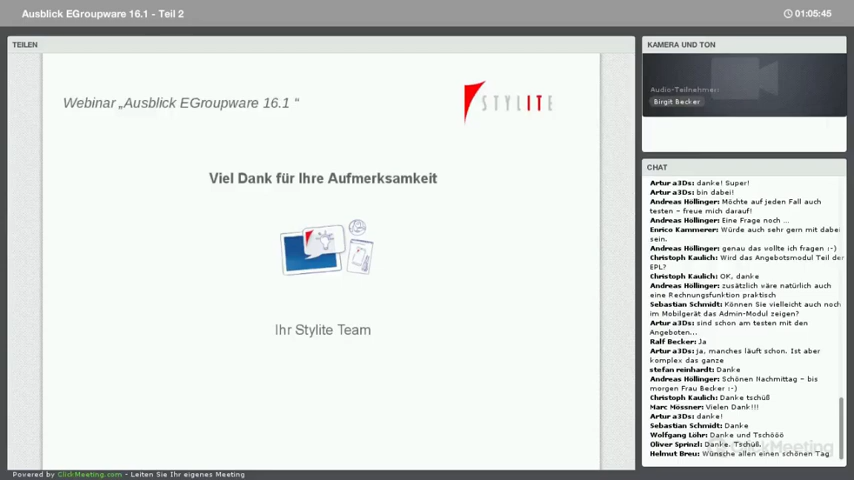 Ausblick EGroupware 16.1 - Teil 2
01:05:45
TEILEN
Webinar „Ausblick EGroupware 16.1 “
STYLITE
Viel Dank für Ihre Aufmerksamkeit
Ihr Stylite Team
KAMERA UND TON
Audio-Teilnehmer:
Birgit Becker
CHAT
Artur a3Ds: danke! Super!
Artur a3Ds: bin dabei!
Andreas Höllinger: Möchte auf jeden Fall auch
testen - freue mich darauf!
Andreas Höllinger: Eine Frage noch ...
Enrico Kammerer: Würde auch sehr gern mit dabei
sein.
Andreas Höllinger: genau das wollte ich fragen :-)
Christoph Kaulich: Wird das Angebotsmodul Teil der
EPL?
Christoph Kaulich: OK, danke
Andreas Höllinger: zusätzlich wäre natürlich auch
eine Rechnungsfunktion praktisch
Sebastian Schmidt: Können Sie vielleicht auch noch
im Mobilgerät das Admin-Modul zeigen?
Artur a3Ds: sind schon am testen mit den
Angeboten...
Ralf Becker: Ja
Artur a3Ds: ja, manches läuft schon. Ist aber
komplex das ganze
stefan reinhardt: Danke
Andreas Höllinger: Schönen Nachmittag - bis
morgen Frau Becker :-)
Christoph Kaulich: Danke tschüß
Marc Mössner: Vielen Dank!!!
Artur a3Ds: danke!
Sebastian Schmidt: Danke
Wolfgang Löhr: Danke und Tschööö
Oliver Sprinzl: Danke. Tschüß.
Helmut Breu: Wünsche allen einen schönen Tag
ClickMeeting
Powered by ClickMeeting.com - Leiten Sie Ihr eigenes Meeting